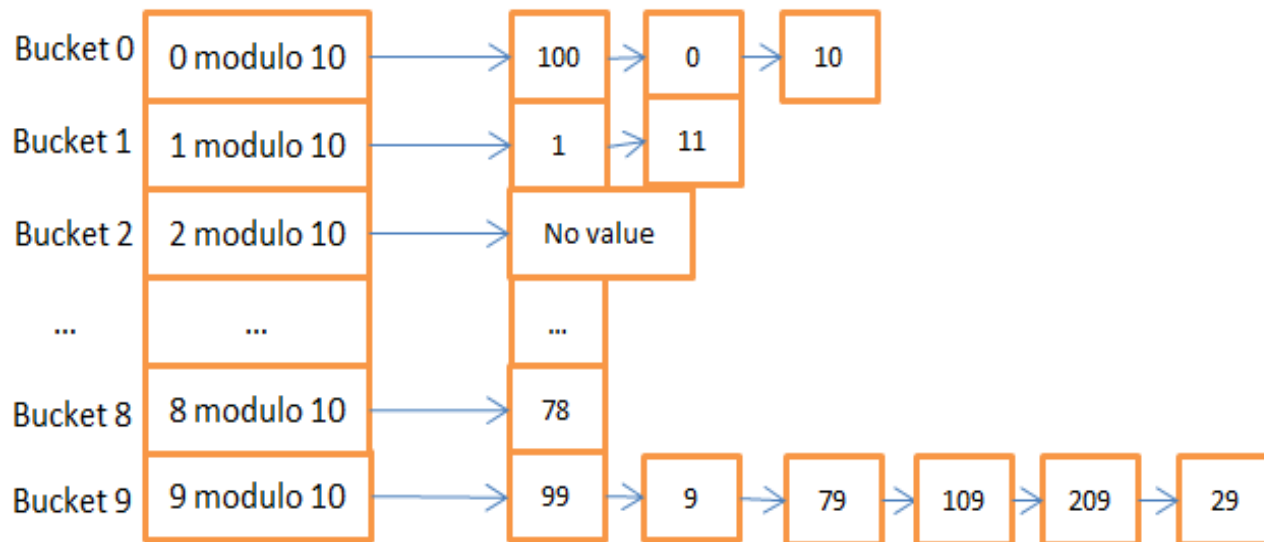 Bucket 0 0 modulo 10 100 0 10
Bucket 1 1 modulo 10 1 11
Bucket 2 2 modulo 10 No value
... ... ...
Bucket 8 8 modulo 10 78
Bucket 9 9 modulo 10 99 9 79 109 209 29